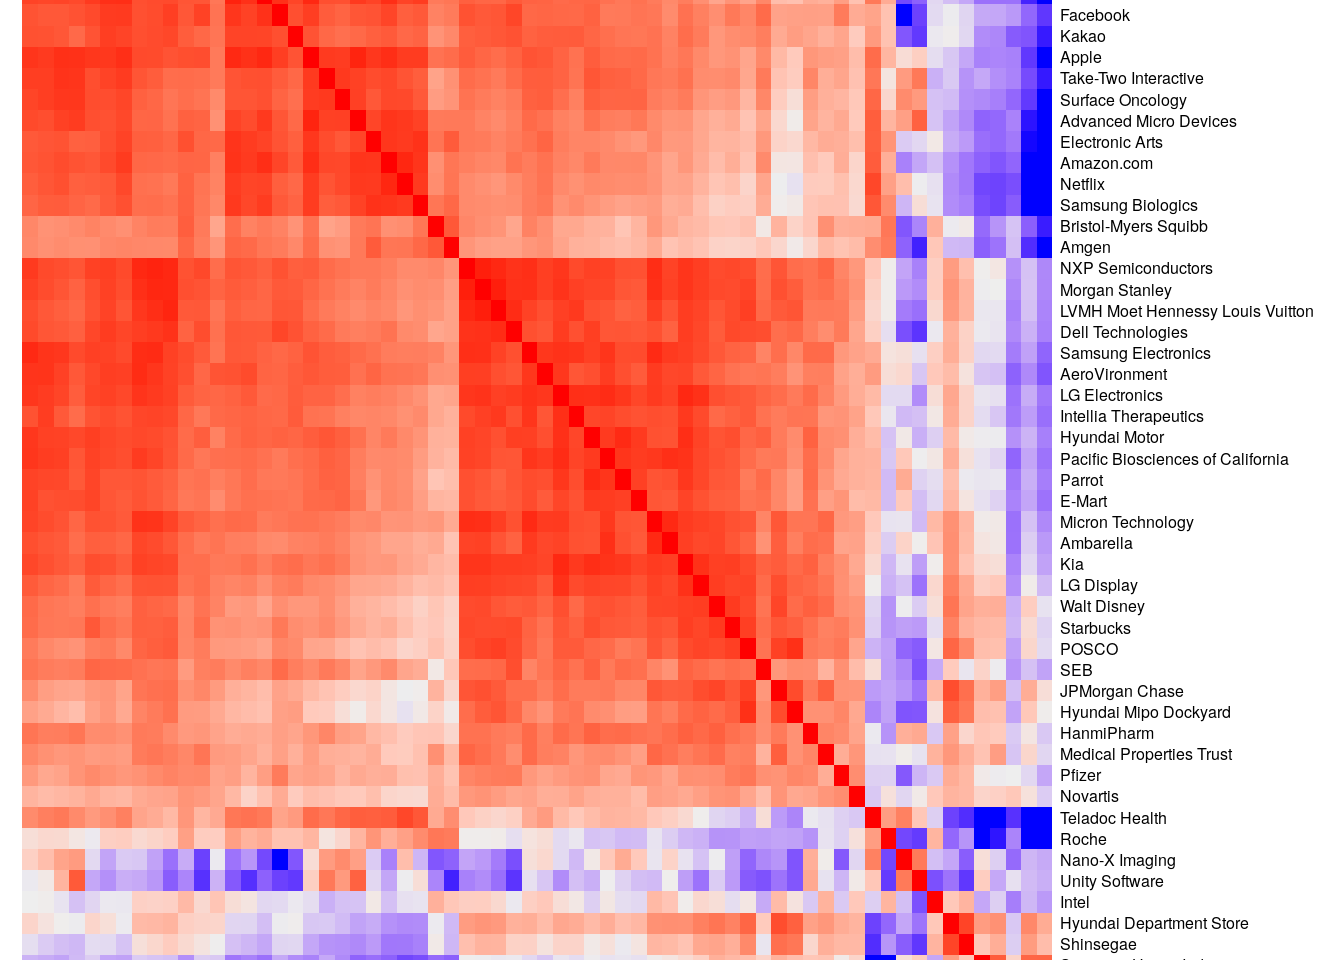 Facebook
Kakao
Apple
Take-Two Interactive
Surface Oncology
Advanced Micro Devices
Electronic Arts
Amazon.com
Netflix
Samsung Biologics
Bristol-Myers Squibb
Amgen
NXP Semiconductors
Morgan Stanley
LVMH Moet Hennessy Louis Vuitton
Dell Technologies
Samsung Electronics
AeroVironment
LG Electronics
Intellia Therapeutics
Hyundai Motor
Pacific Biosciences of California
Parrot
E-Mart
Micron Technology
Ambarella
Kia
LG Display
Walt Disney
Starbucks
POSCO
SEB
JPMorgan Chase
Hyundai Mipo Dockyard
HanmiPharm
Medical Properties Trust
Pfizer
Novartis
Teladoc Health
Roche
Nano-X Imaging
Unity Software
Intel
Hyundai Department Store
Shinsegae